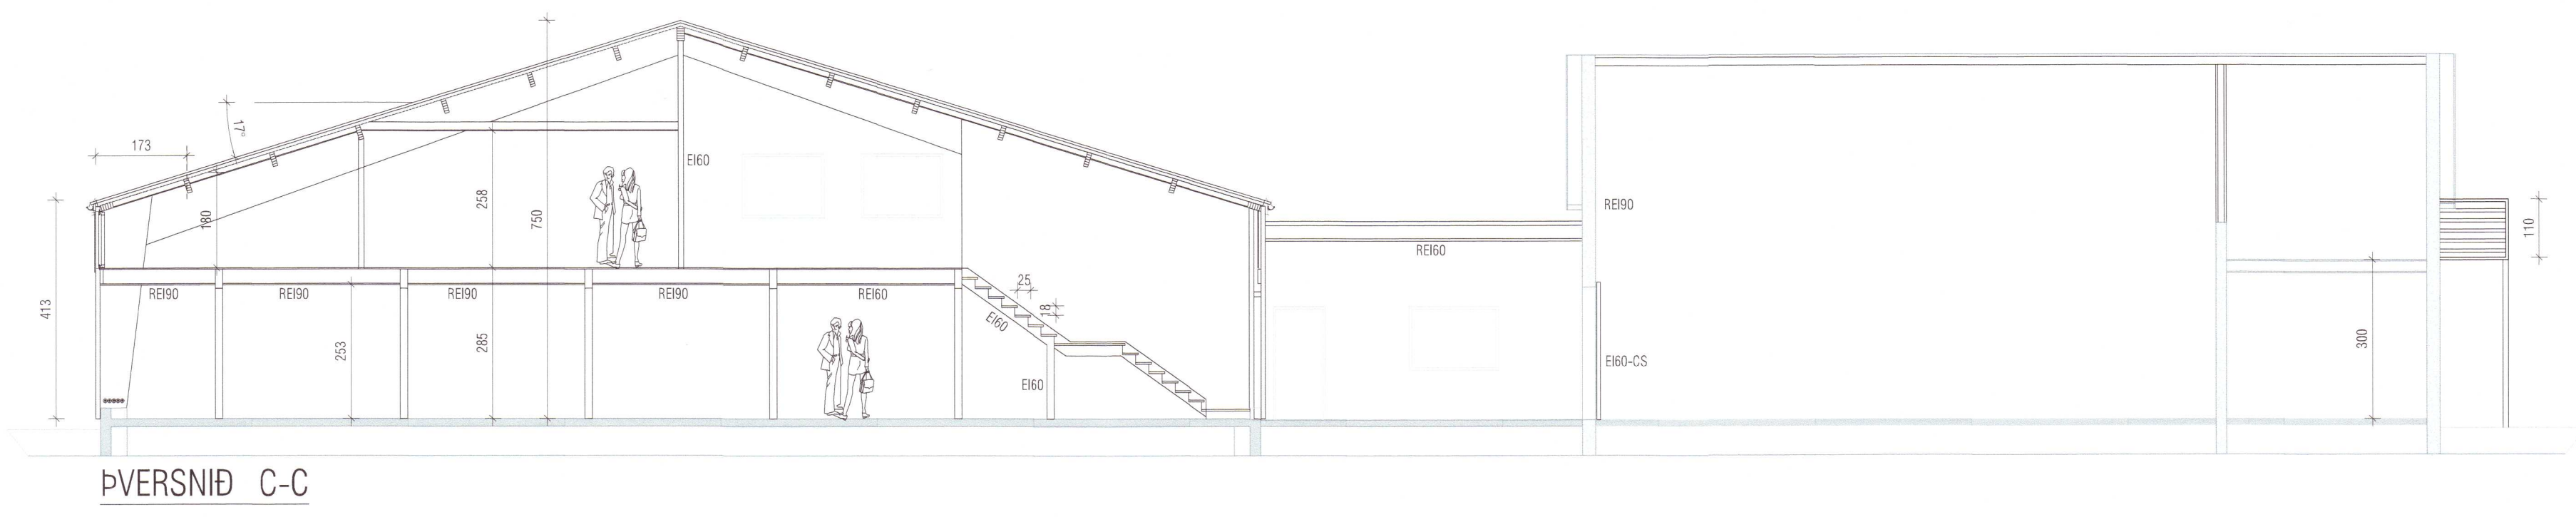 17°
173
EI60
258
750
180
REI90
110
REI60
25
REI90
REI90
REI90
REI90
REI60
413
18
EI60
253
285
300
EI60-CS
EI60
ÞVERSNIÐ C-C